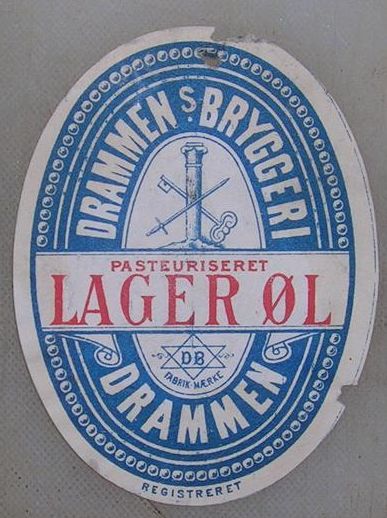 DRAMMENS BRYGGERI
PASTEURISERET
LAGER ØL
DB
FABRIK-MÆRKE
DRAMMEN
REGISTRERET